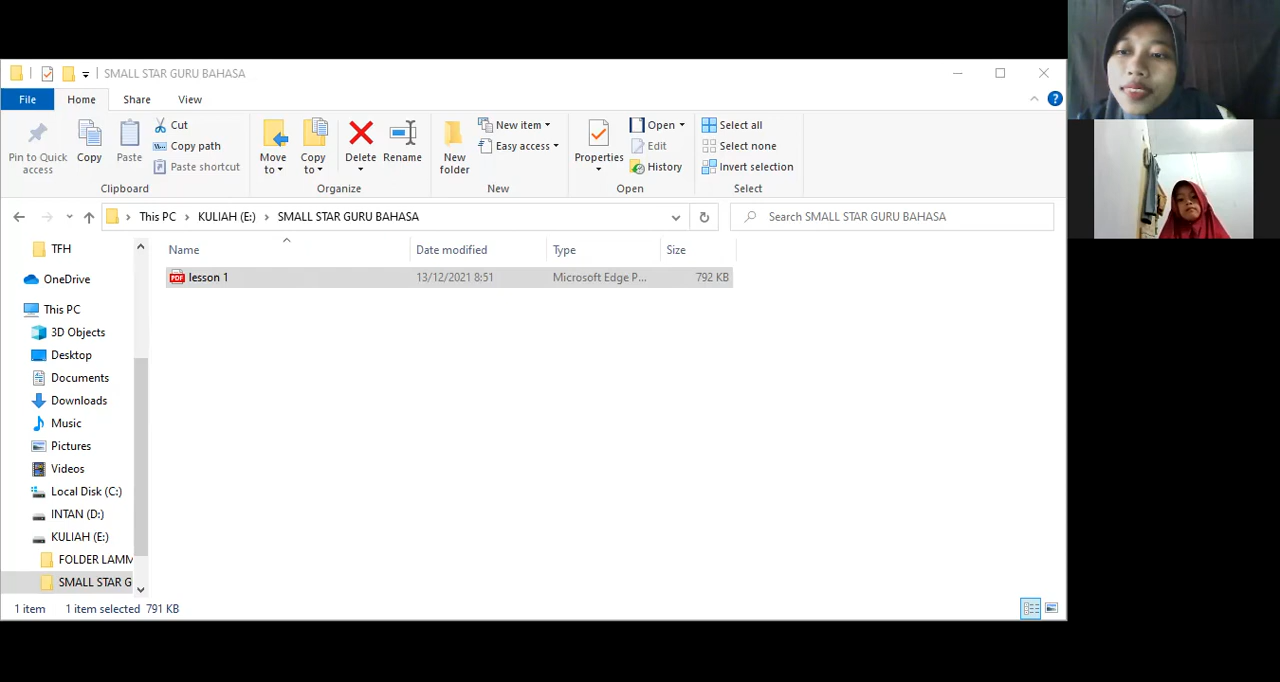 SMALL STAR GURU BAHASA
File Home Share View
Pin to Quick access
Copy
Paste
Cut
Copy path
Paste shortcut
Clipboard
Move to
Copy to
Delete
Rename
Organize
New folder
New item
Easy access
New
Properties
Open
Edit
History
Open
Select all
Select none
Invert selection
Select
This PC KULIAH (E:) SMALL STAR GURU BAHASA
Search SMALL STAR GURU BAHASA
TFH
OneDrive
This PC
3D Objects
Desktop
Documents
Downloads
Music
Pictures
Videos
Local Disk (C:)
INTAN (D:)
KULIAH (E:)
FOLDER LAMM
SMALL STAR G
Name Date modified Type Size
PDF lesson 1 13/12/2021 8:51 Microsoft Edge P... 792 KB
1 item 1 item selected 791 KB